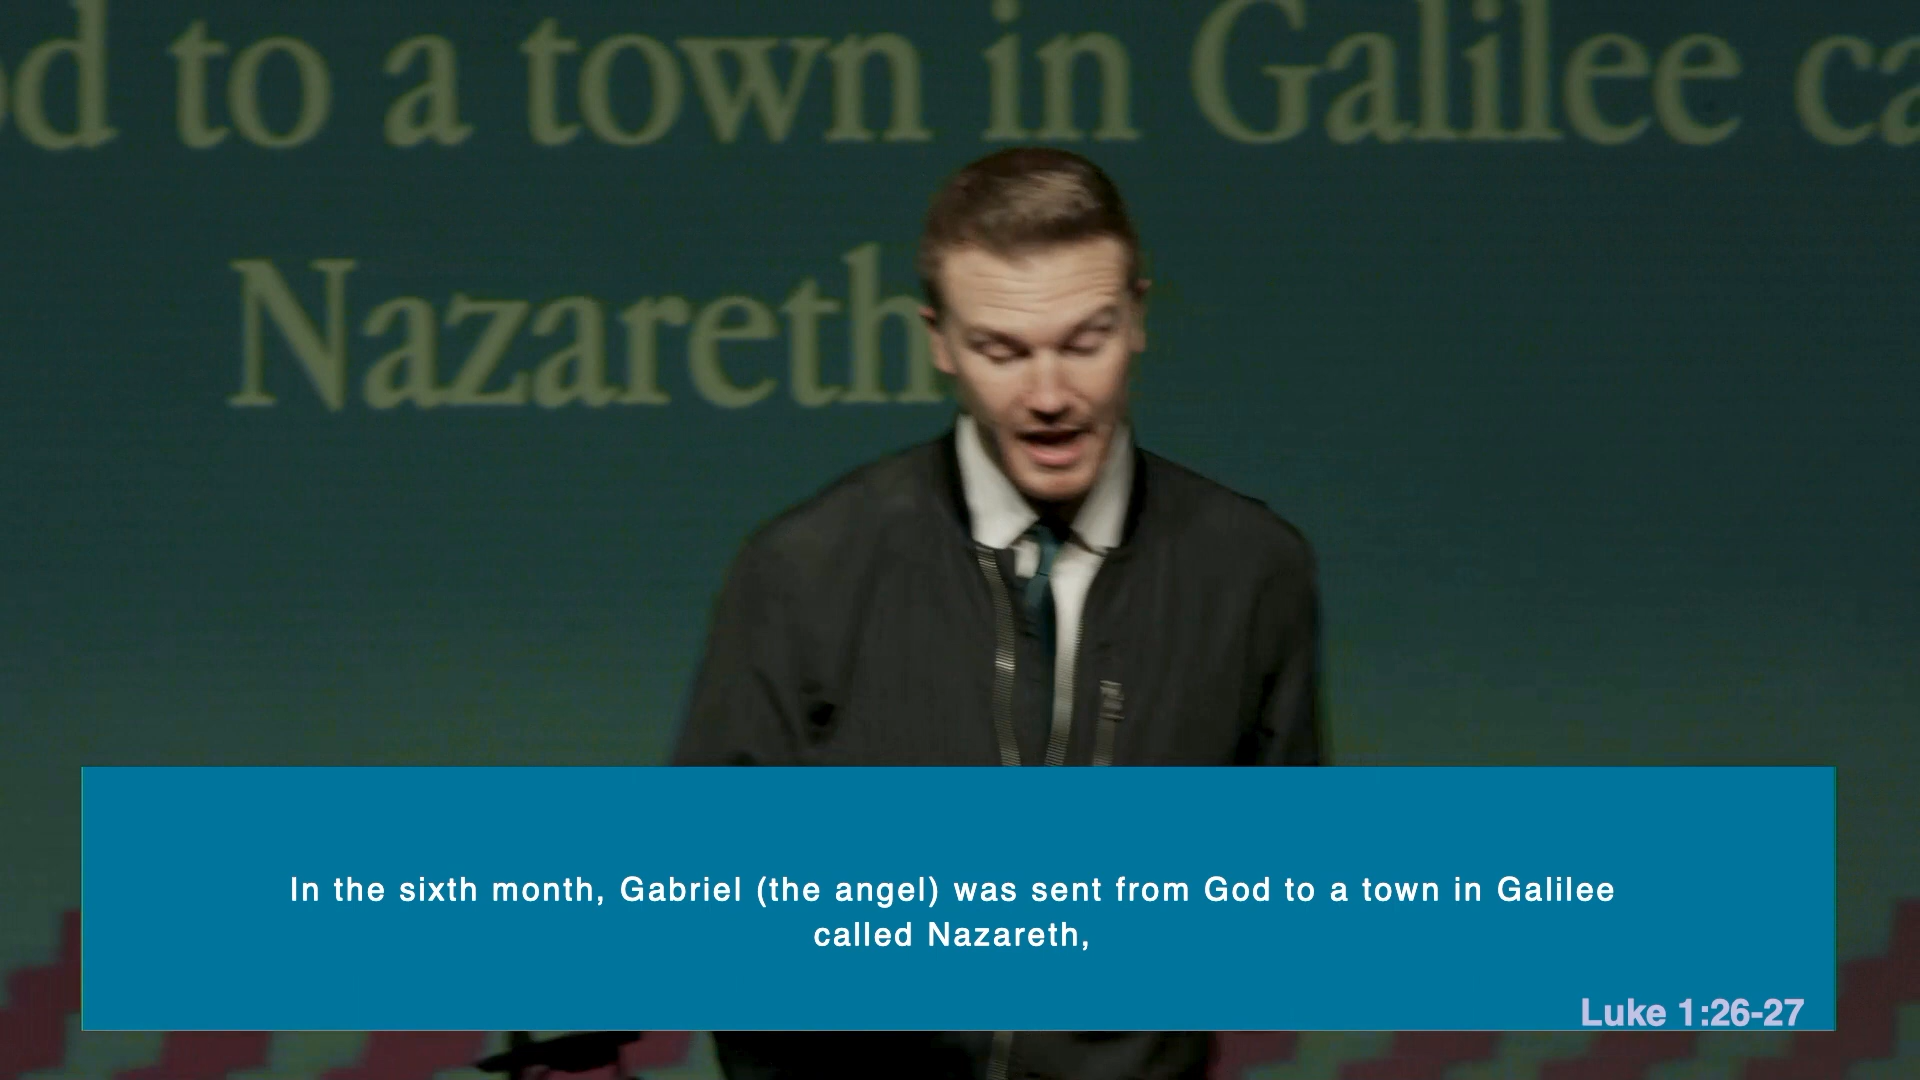 od to a town in Galilee ca
Nazareth
In the sixth month, Gabriel (the angel) was sent from God to a town in Galilee
called Nazareth,
Luke 1:26-27